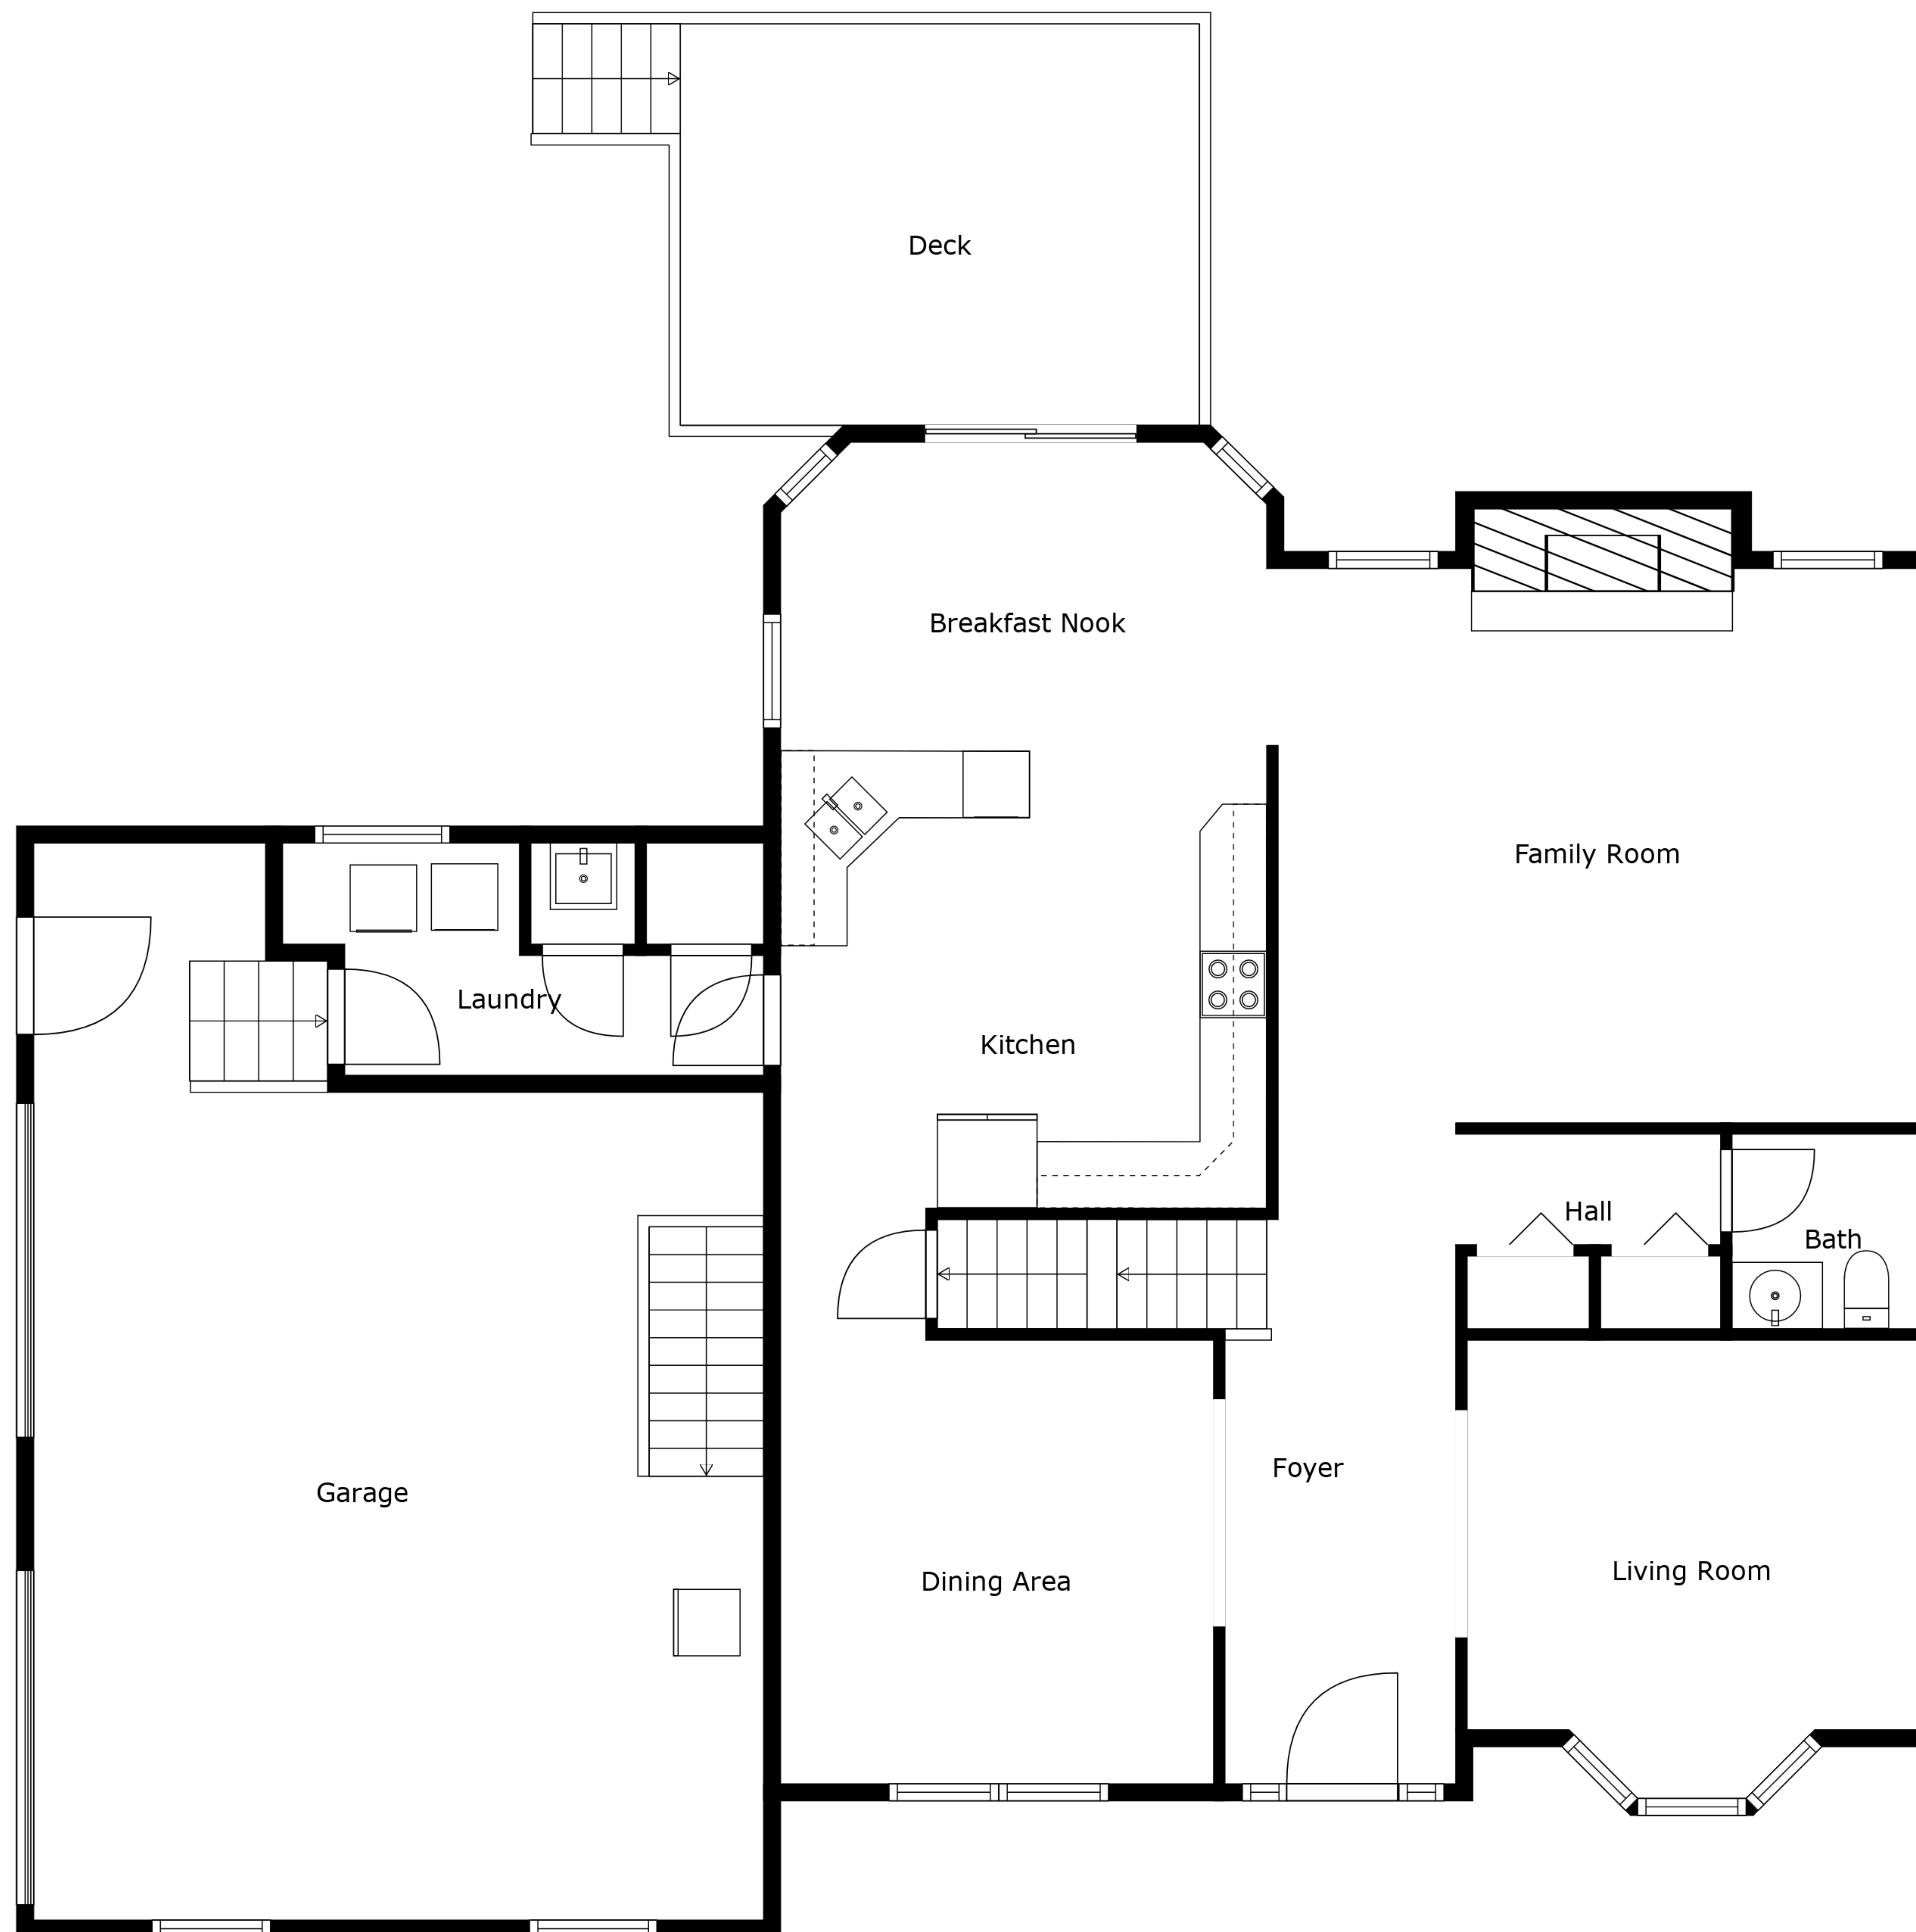 Deck
Breakfast Nook
Family Room
Laundry
Kitchen
Hall
Bath
Foyer
Garage
Living Room
Dining Area